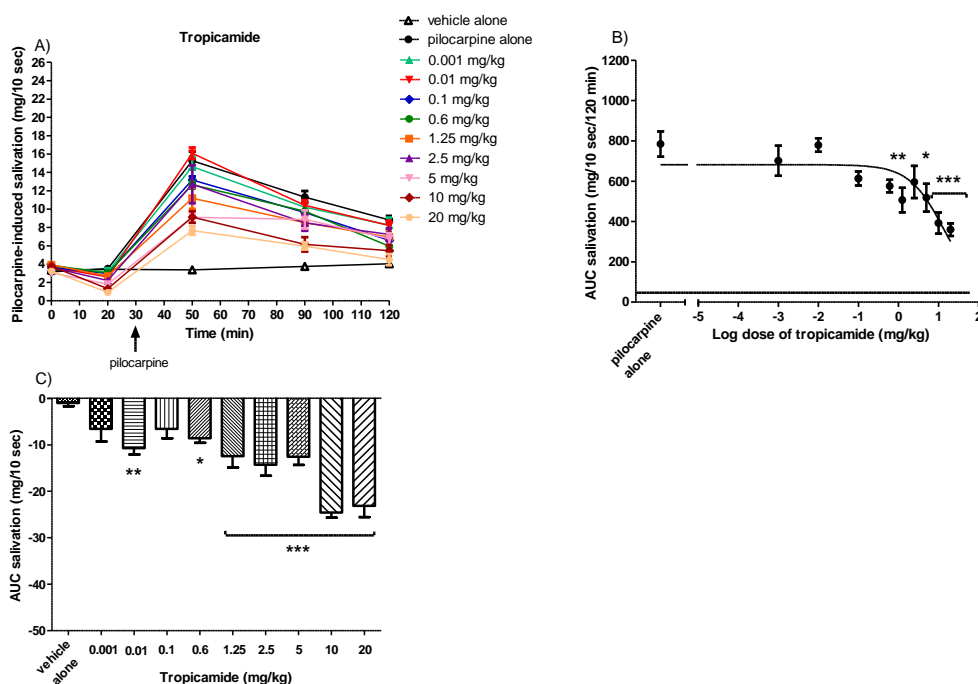 A)
Tropicamide
Pilocarpine-induced salivation (mg/10 sec)
26
24
22
20
18
16
14
12
10
8
6
4
2
0
0 10 20 30 40 50 60 70 80 90 100 110 120
Time (min)
pilocarpine
vehicle alone
pilocarpine alone
0.001 mg/kg
0.01 mg/kg
0.1 mg/kg
0.6 mg/kg
1.25 mg/kg
2.5 mg/kg
5 mg/kg
10 mg/kg
20 mg/kg
B)
AUC salivation (mg/10 sec/120 min)
1200
1000
800
600
400
200
0
** * ***
pilocarpine
alone
-5 -4 -3 -2 -1 0 1 2
Log dose of tropicamide (mg/kg)
C)
AUC salivation (mg/10 sec)
0
-10
-20
-30
-40
-50
** * ***
vehicle
alone
0.001 0.01 0.1 0.6 1.25 2.5 5 10 20
Tropicamide (mg/kg)